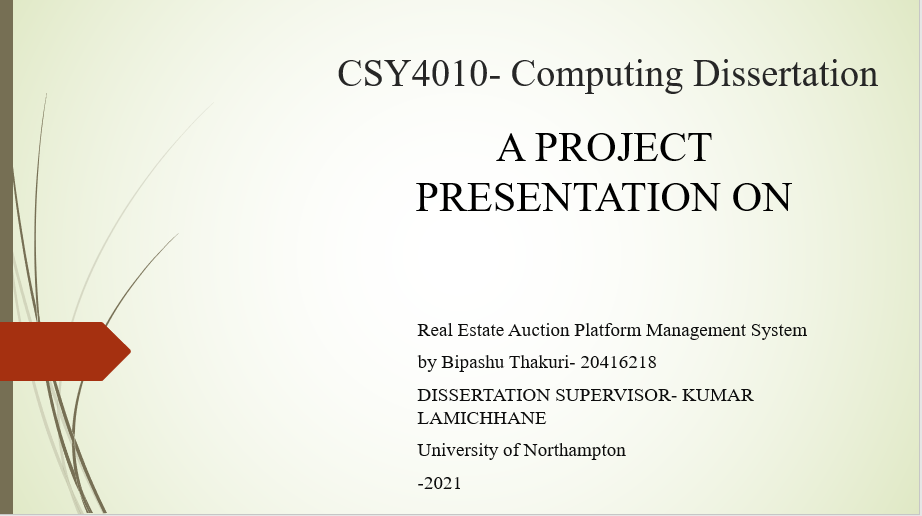 CSY4010- Computing Dissertation
A PROJECT
PRESENTATION ON
Real Estate Auction Platform Management System
by Bipashu Thakuri- 20416218
DISSERTATION SUPERVISOR- KUMAR
LAMICHHANE
University of Northampton
-2021